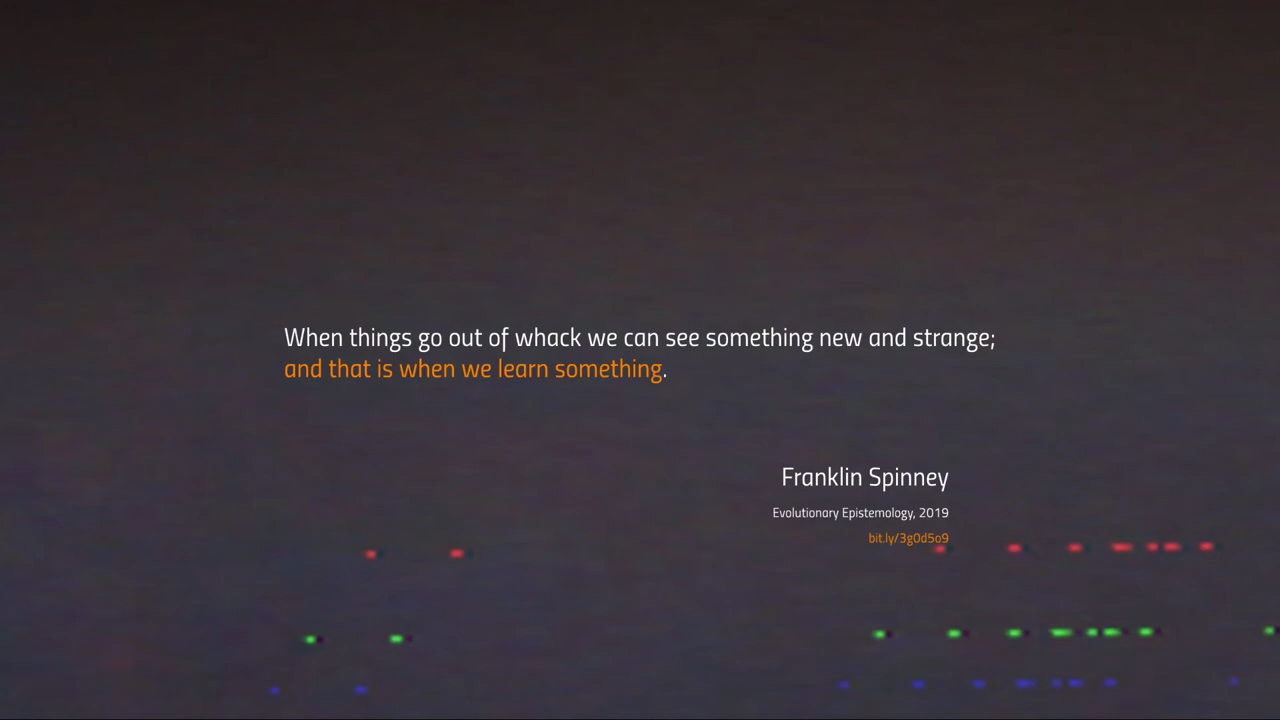 When things go out of whack we can see something new and strange;
and that is when we learn something.
Franklin Spinney
Evolutionary Epistemology, 2019
bit.ly/3g0d5o9